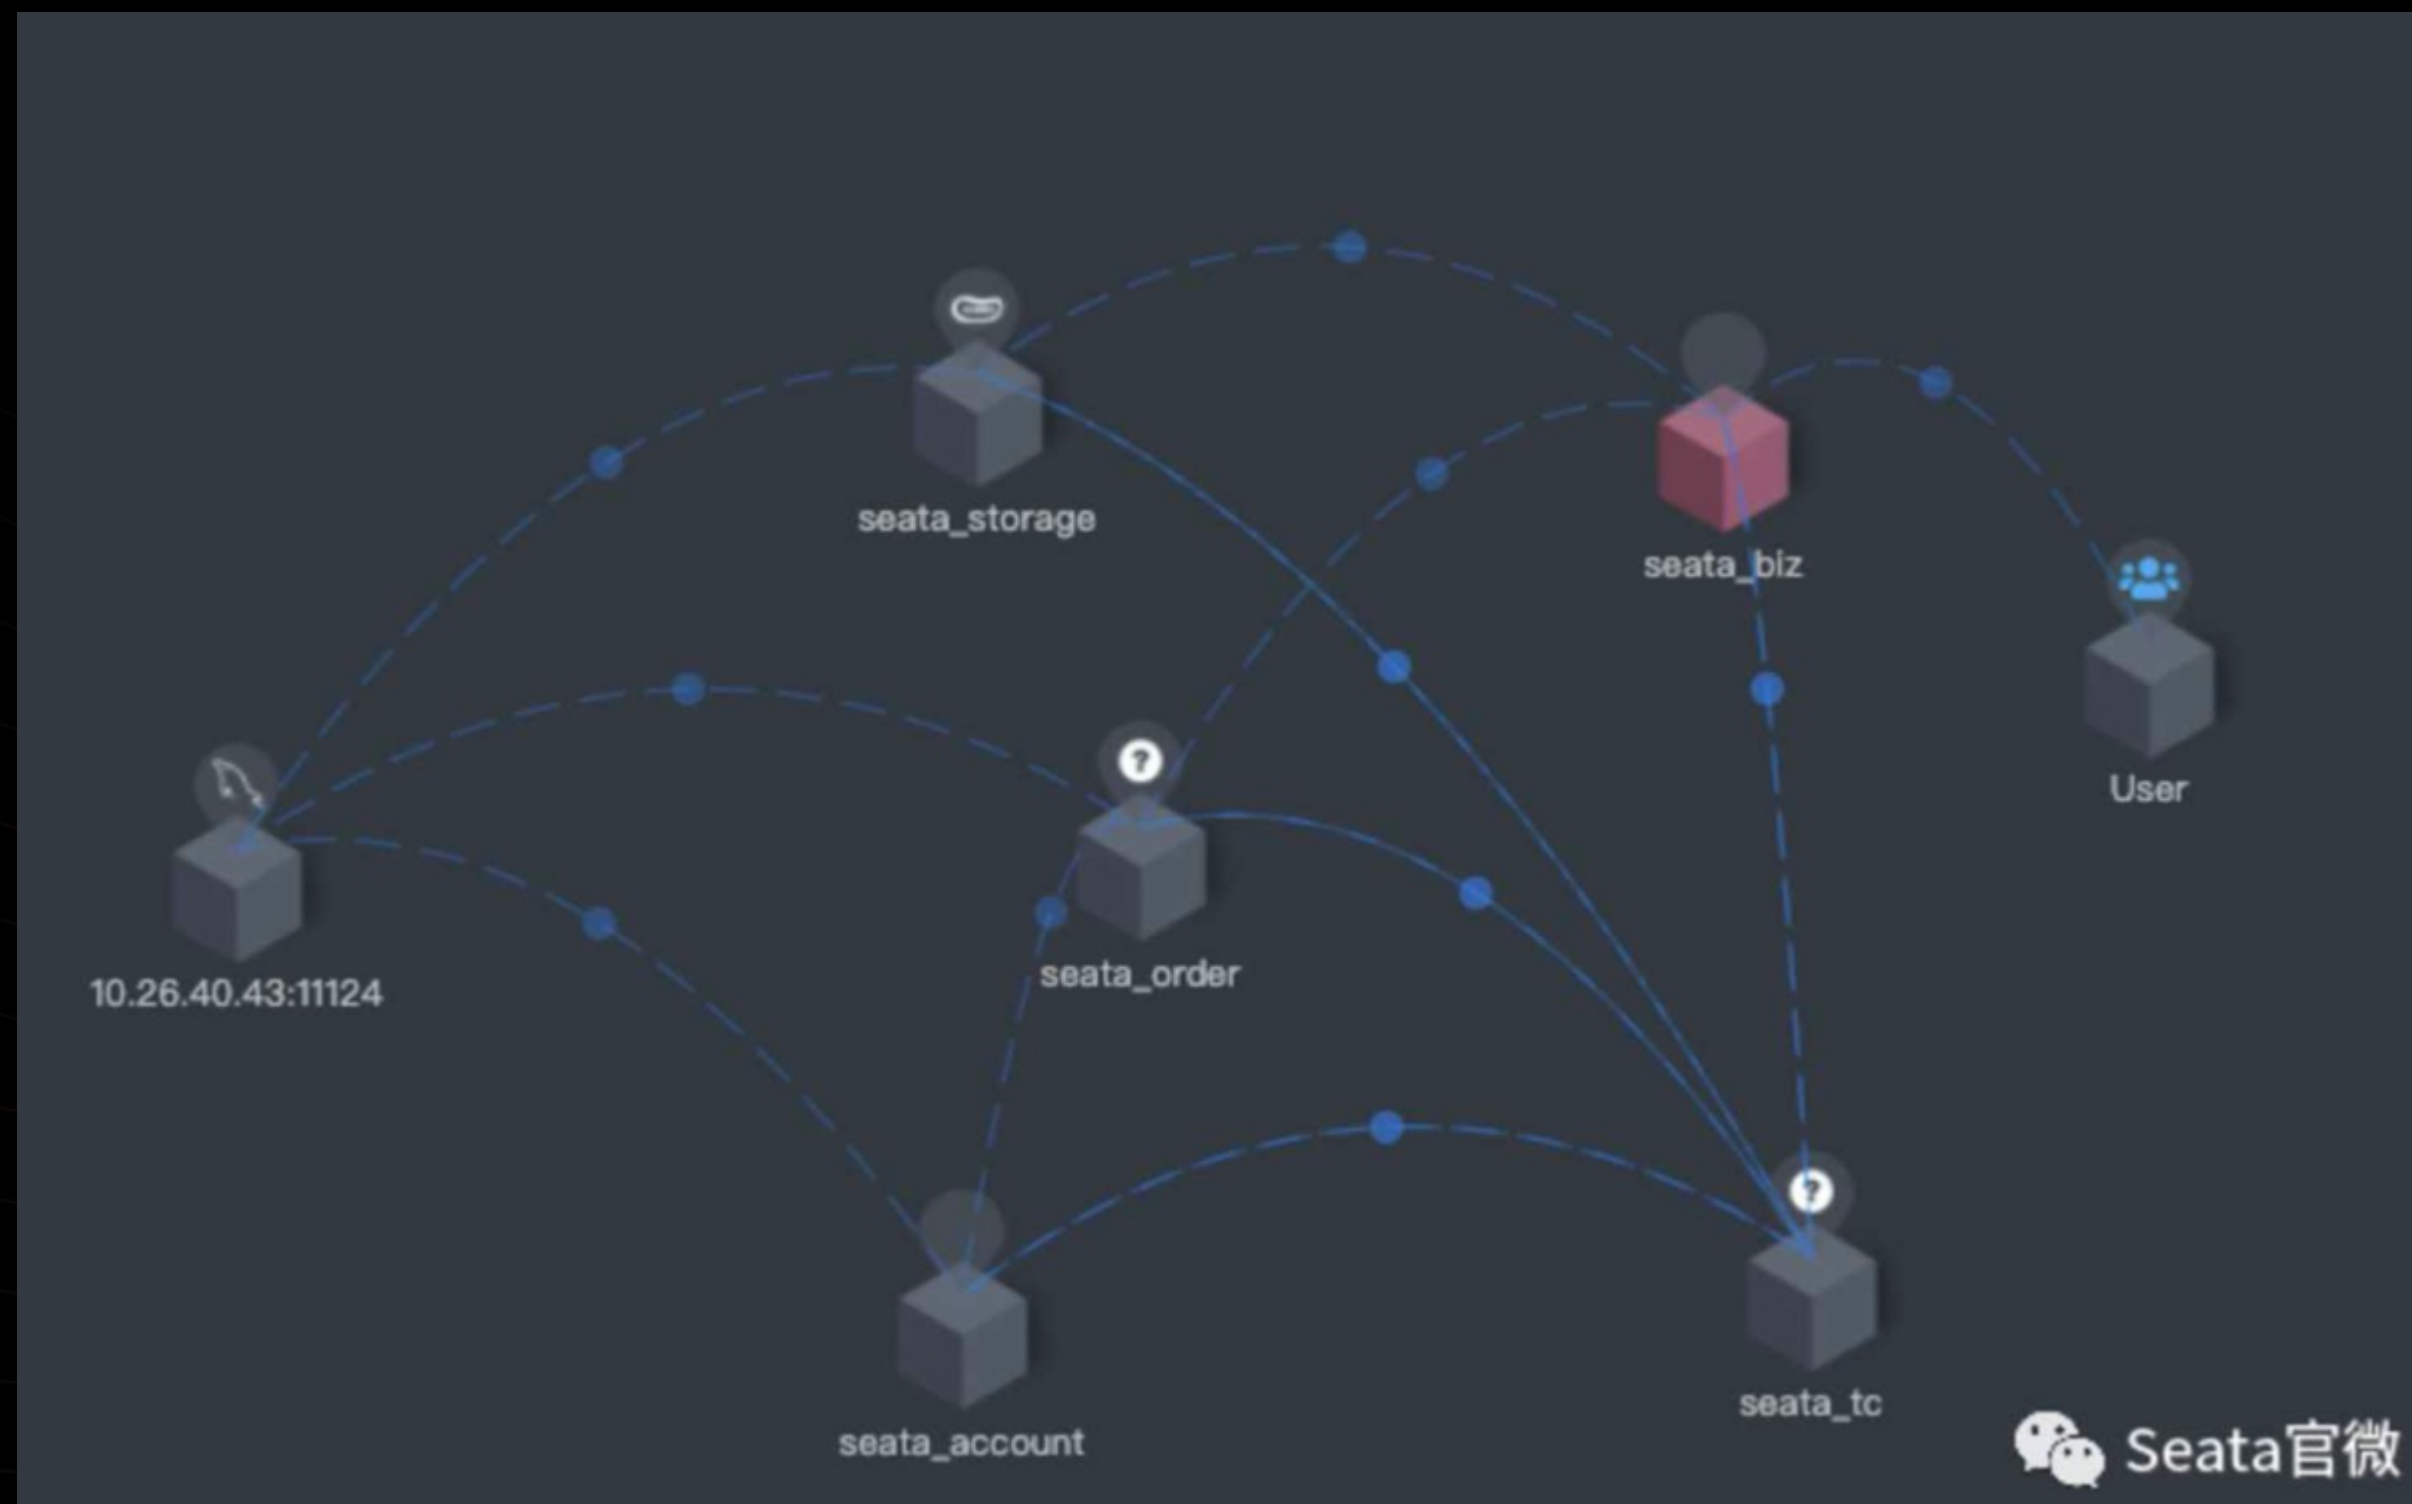 seata_storage
seata_biz
User
?
seata_order
10.26.40.43:11124
?
seata_tc
seata_account
Seata官微